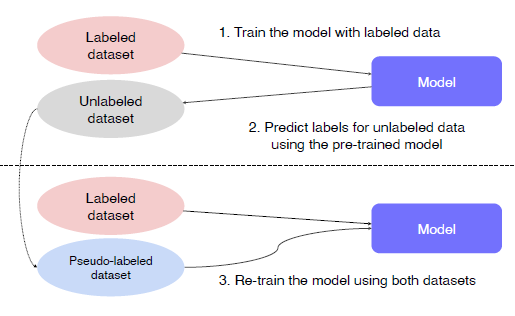 Labeled
dataset
1. Train the model with labeled data
Model
Unlabeled
dataset
2. Predict labels for unlabeled data
using the pre-trained model
Labeled
dataset
Model
Pseudo-labeled
dataset
3. Re-train the model using both datasets